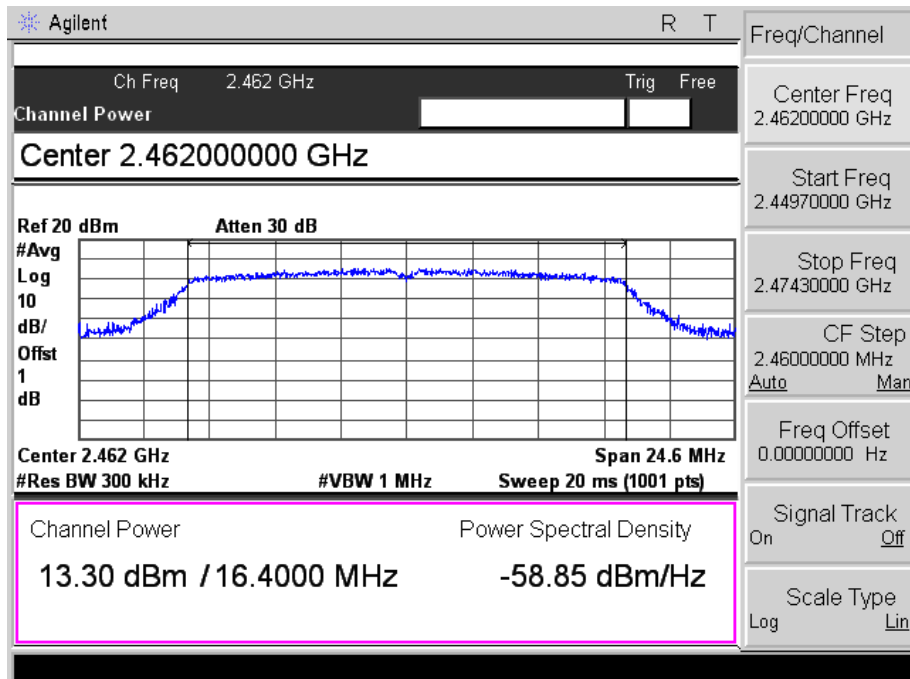 Agilent R T
Ch Freq 2.462 GHz Trig Free
Channel Power
Center 2.462000000 GHz
Ref 20 dBm Atten 30 dB
#Avg
Log
10
dB/
Offst
1
dB
Center 2.462 GHz Span 24.6 MHz
#Res BW 300 kHz #VBW 1 MHz Sweep 20 ms (1001 pts)
Channel Power Power Spectral Density
13.30 dBm / 16.4000 MHz -58.85 dBm/Hz
Freq/Channel
Center Freq
2.46200000 GHz
Start Freq
2.44970000 GHz
Stop Freq
2.47430000 GHz
CF Step
2.46000000 MHz
Auto Man
Freq Offset
0.00000000 Hz
Signal Track
On Off
Scale Type
Log Lin